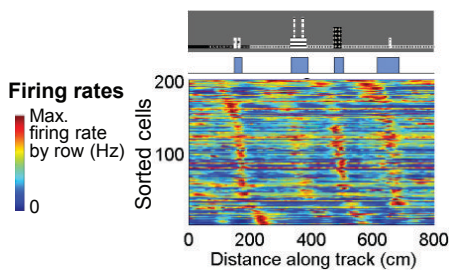 Firing rates
Max.
firing rate
by row (Hz)
0
Sorted cells
200
100
0 200 400 600 800
Distance along track (cm)